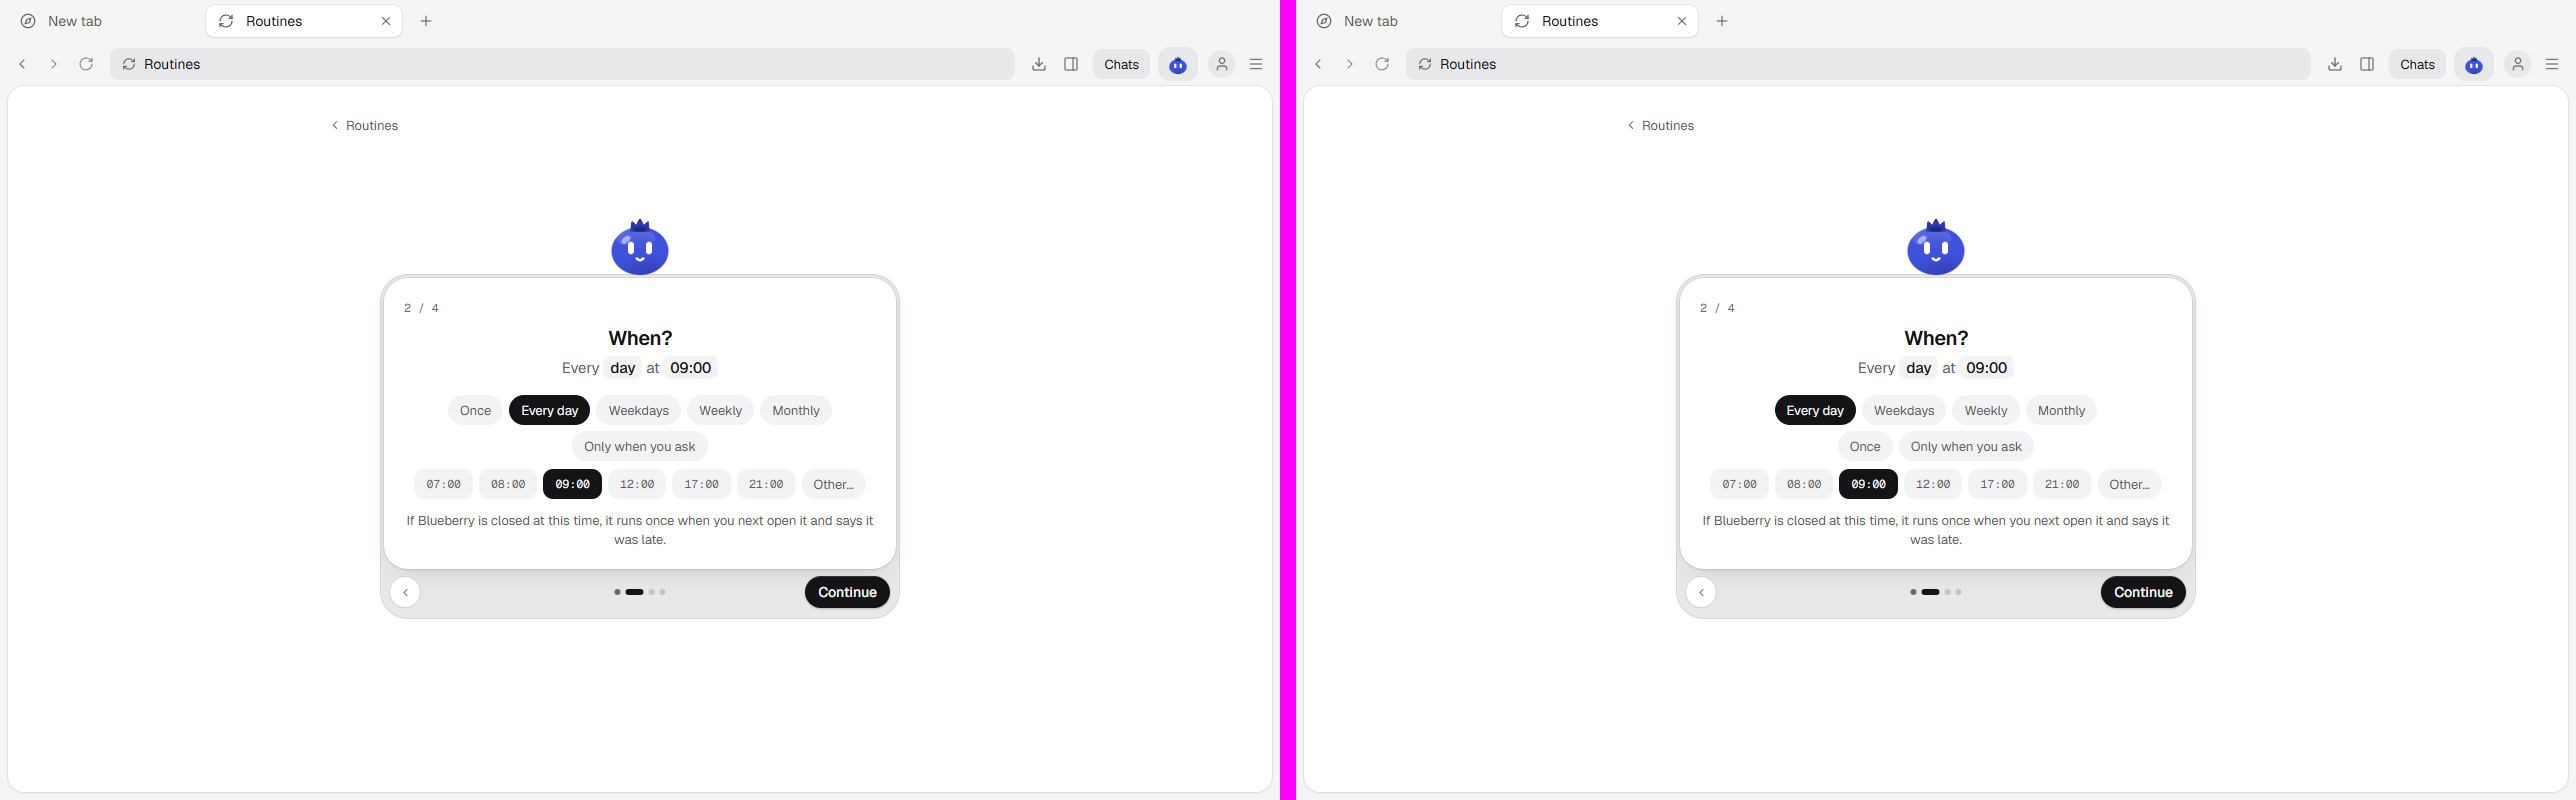 New tab
Routines
Routines
Chats
Routines
2 / 4
When?
Every day at 09:00
Once Every day Weekdays Weekly Monthly
Only when you ask
07:00 08:00 09:00 12:00 17:00 21:00 Other...
If Blueberry is closed at this time, it runs once when you next open it and says it
was late.
Continue
New tab
Routines
Routines
Chats
Routines
2 / 4
When?
Every day at 09:00
Every day Weekdays Weekly Monthly
Once Only when you ask
07:00 08:00 09:00 12:00 17:00 21:00 Other...
If Blueberry is closed at this time, it runs once when you next open it and says it
was late.
Continue